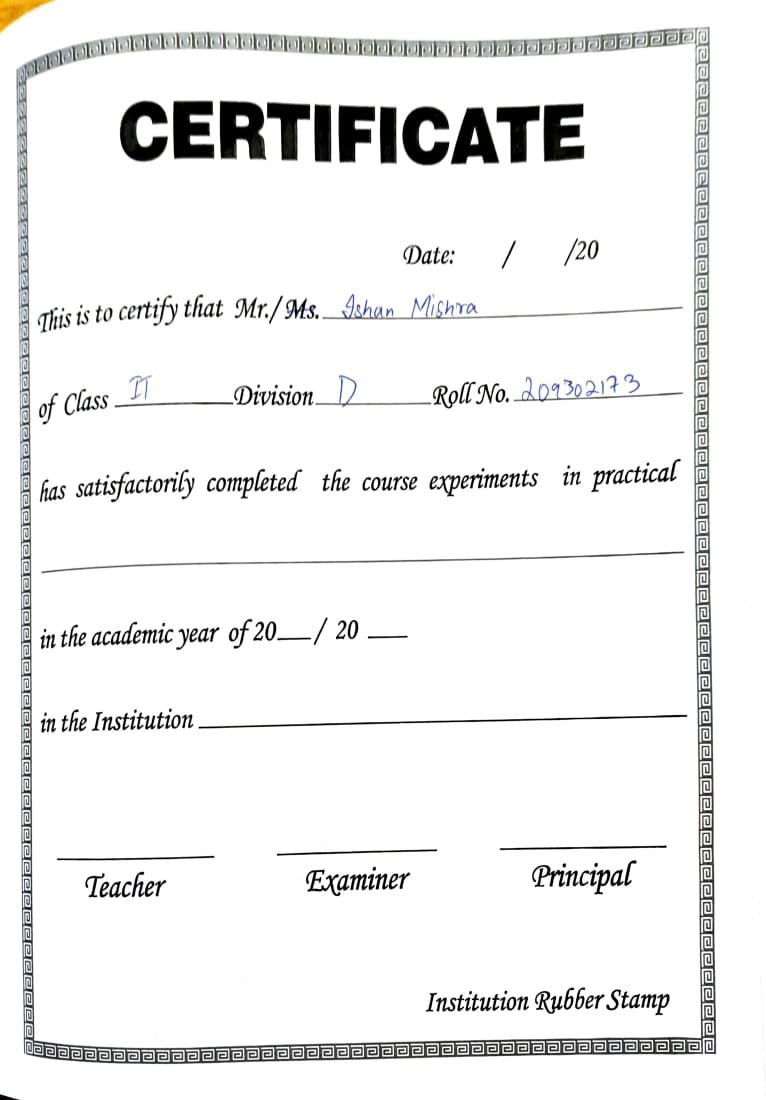 CERTIFICATE
Date: / /20
This is to certify that Mr./Ms. Ishan Mishra
of Class IT Division D Roll No. 209302173
has satisfactorily completed the course experiments in practical
in the academic year of 20__/ 20 __
in the Institution
Teacher Examiner Principal
Institution Rubber Stamp